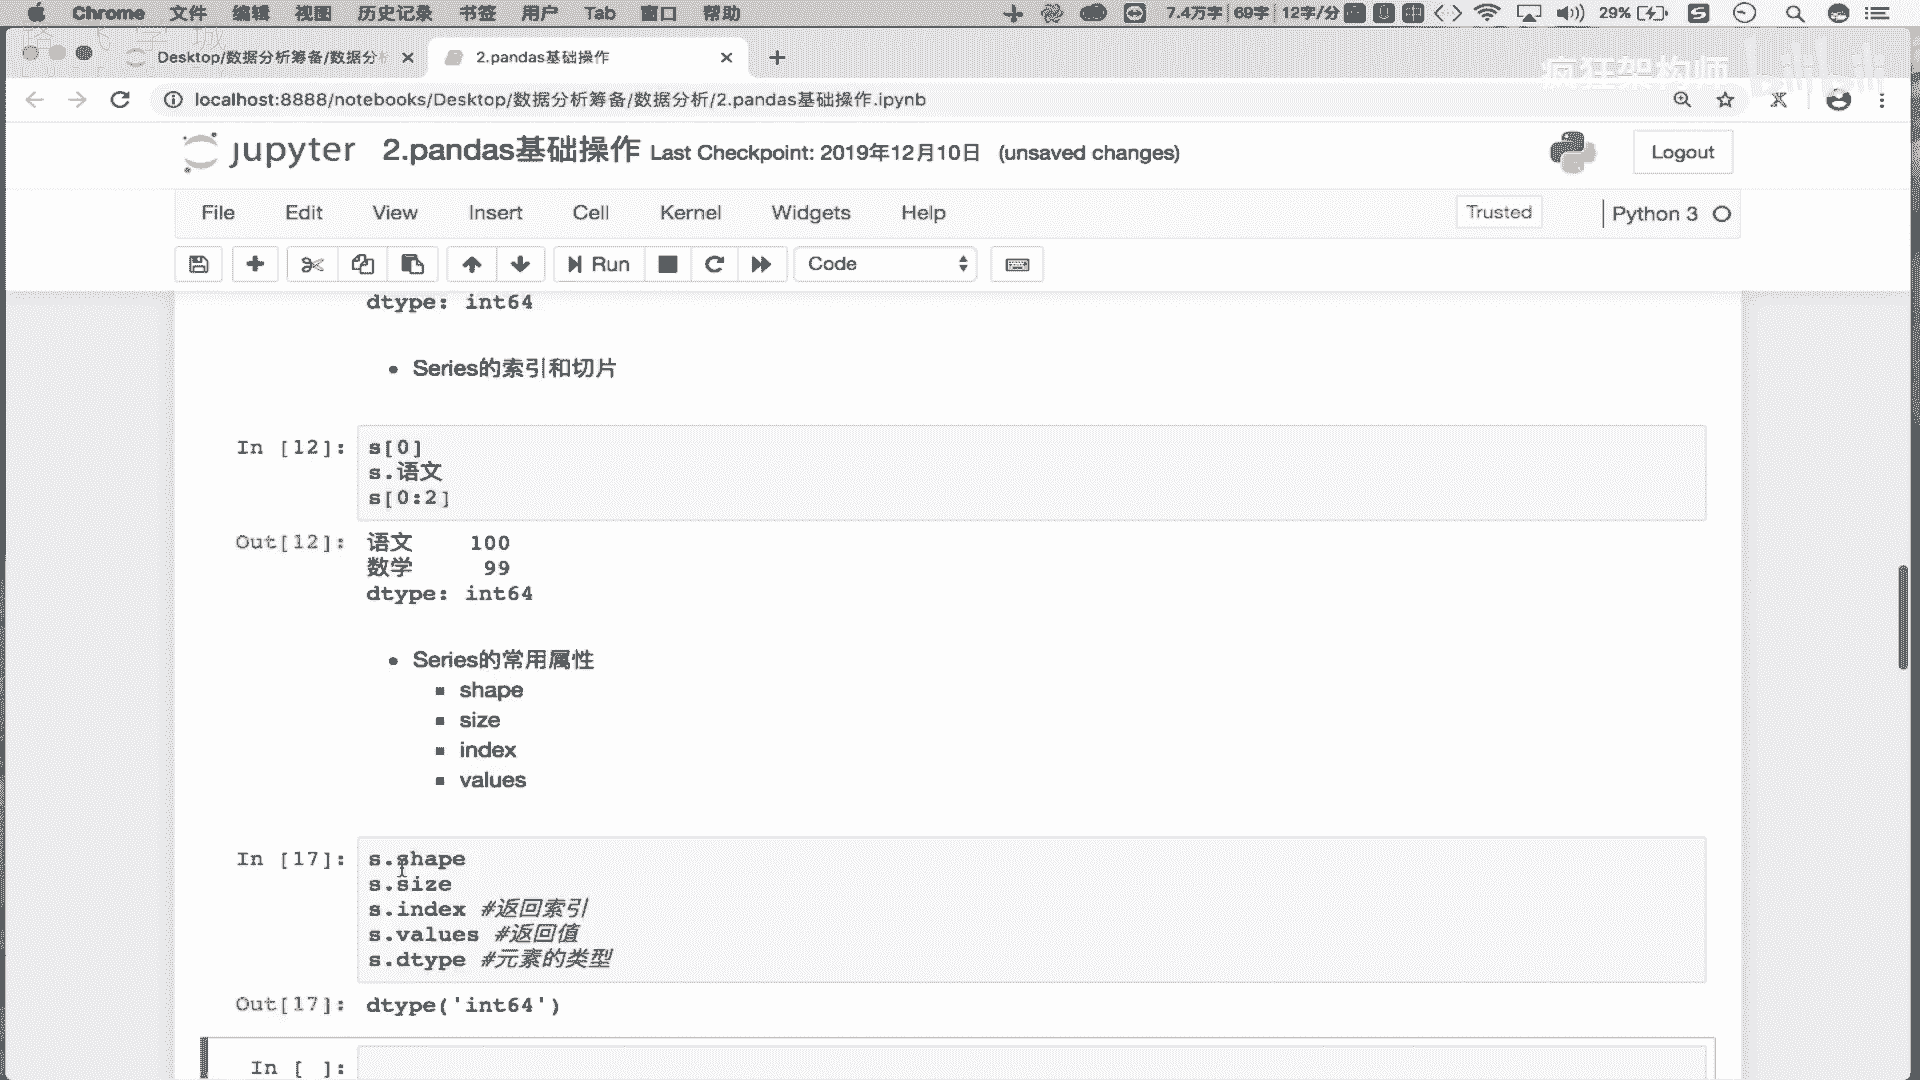 Chrome 文件 编辑 视图 历史记录 书签 用户 Tab 窗口 帮助 7.4万字 69字 12字/分 中 29%
Desktop/数据分析筹备/数据分析
2.pandas基础操作
疯狂架构师 bilibili
localhost:8888/notebooks/Desktop/数据分析筹备/数据分析/2.pandas基础操作.ipynb
jupyter 2.pandas基础操作 Last Checkpoint: 2019年12月10日 (unsaved changes) Logout
File Edit View Insert Cell Kernel Widgets Help Trusted Python 3
Run Code
dtype: int64
Series的索引和切片
In [12]: s[0]
s.语文
s[0:2]
Out[12]: 语文 100
数学 99
dtype: int64
Series的常用属性
shape
size
index
values
In [17]: s.shape
s.size
s.index #返回索引
s.values #返回值
s.dtype #元素的类型
Out[17]: dtype('int64')
In [ ]: